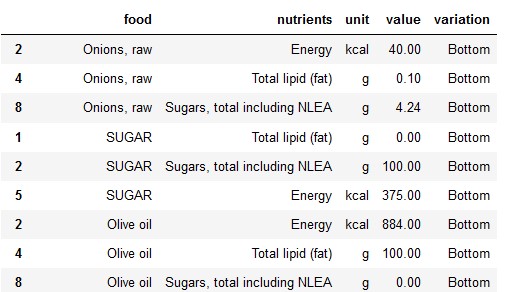 food nutrients unit value variation
2 Onions, raw Energy kcal 40.00 Bottom
4 Onions, raw Total lipid (fat) g 0.10 Bottom
8 Onions, raw Sugars, total including NLEA g 4.24 Bottom
1 SUGAR Total lipid (fat) g 0.00 Bottom
2 SUGAR Sugars, total including NLEA g 100.00 Bottom
5 SUGAR Energy kcal 375.00 Bottom
2 Olive oil Energy kcal 884.00 Bottom
4 Olive oil Total lipid (fat) g 100.00 Bottom
8 Olive oil Sugars, total including NLEA g 0.00 Bottom